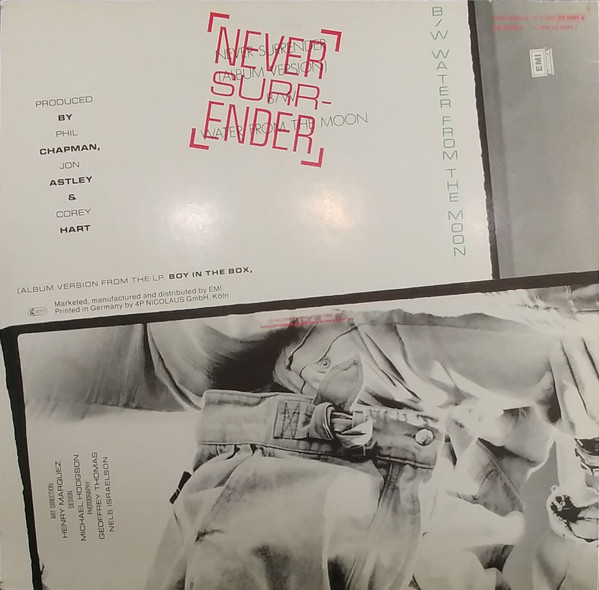 NEVER
SURR-
ENDER
NEVER SURRENDER
(ALBUM VERSION)
B/W
WATER FROM THE MOON
B/W WATER FROM THE MOON
EMI
PRODUCED
BY
PHIL
CHAPMAN,
JON
ASTLEY
&
COREY
HART
(ALBUM VERSION FROM THE LP. BOY IN THE BOX,
Marketed, manufactured and distributed by EMI
Printed in Germany by 4P NICOLAUS GmbH. Köln
ART DIRECTION
HENRY MARQUEZ
DESIGN
MICHAEL HODGSON
PHOTOGRAPHY
GEOFFREY THOMAS
NELS ISRAELSON